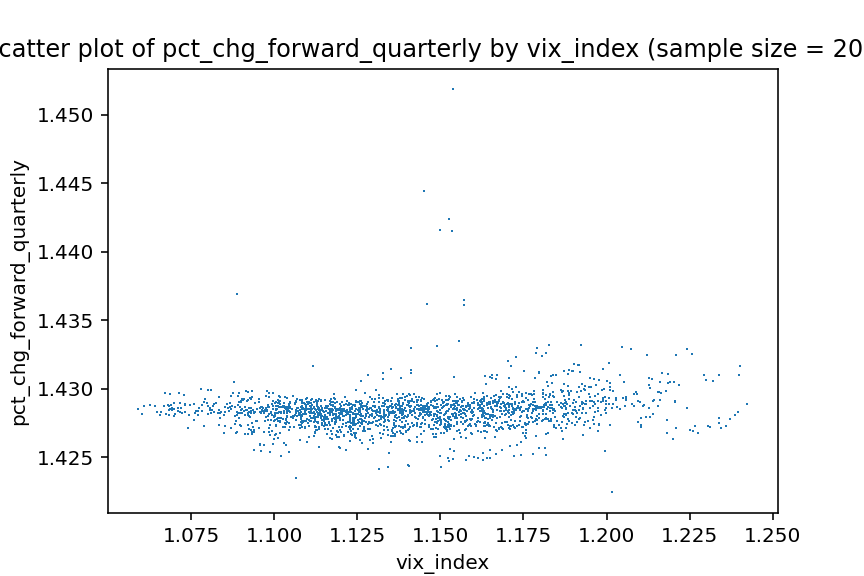 catter plot of pct_chg_forward_quarterly by vix_index (sample size = 20
1.450
1.445
1.440
1.435
1.430
1.425
pct_chg_forward_quarterly
1.075 1.100 1.125 1.150 1.175 1.200 1.225 1.250
vix_index